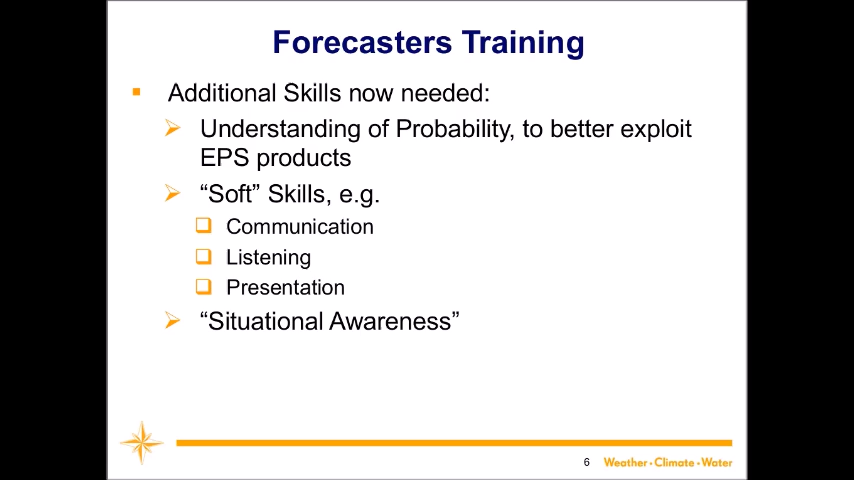 Forecasters Training
Additional Skills now needed:
Understanding of Probability, to better exploit
EPS products
“Soft” Skills, e.g.
Communication
Listening
Presentation
“Situational Awareness”
6 Weather • Climate • Water